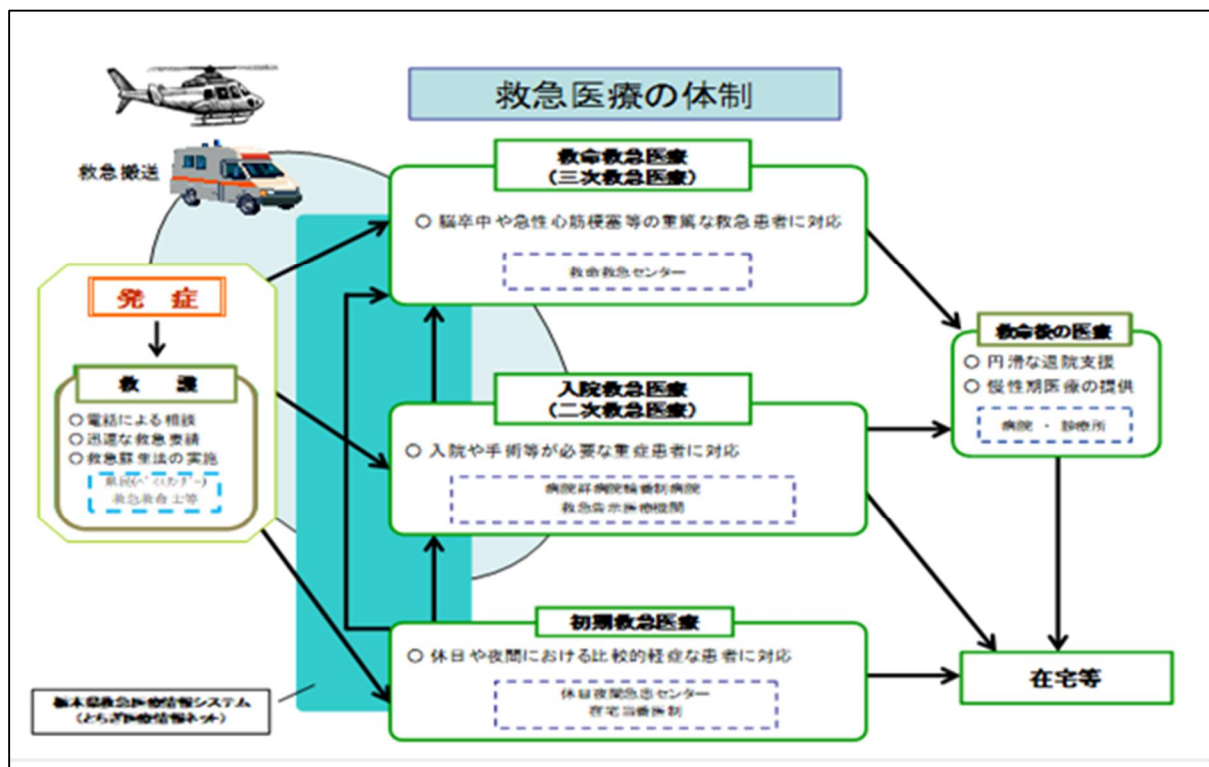 救急医療の体制
救急搬送
救命救急医療
（三次救急医療）
○ 脳卒中や急性心筋梗塞等の重篤な救急患者に対応
救命救急センター
発　症
救　護
○ 電話による相談
○ 迅速な救急要請
○ 救急蘇生法の実施
救急救命士等
入院救急医療
（二次救急医療）
○ 入院や手術等が必要な重症患者に対応
病院群病院輪番制病院
救急告示医療機関
初期救急医療
○ 休日や夜間における比較的軽症な患者に対応
休日夜間急患センター
在宅当番医制
救命後の医療
○ 円滑な退院支援
○ 慢性期医療の提供
病院・診療所
在宅等
栃木県救急医療情報システム
（とちぎ医療情報ネット）